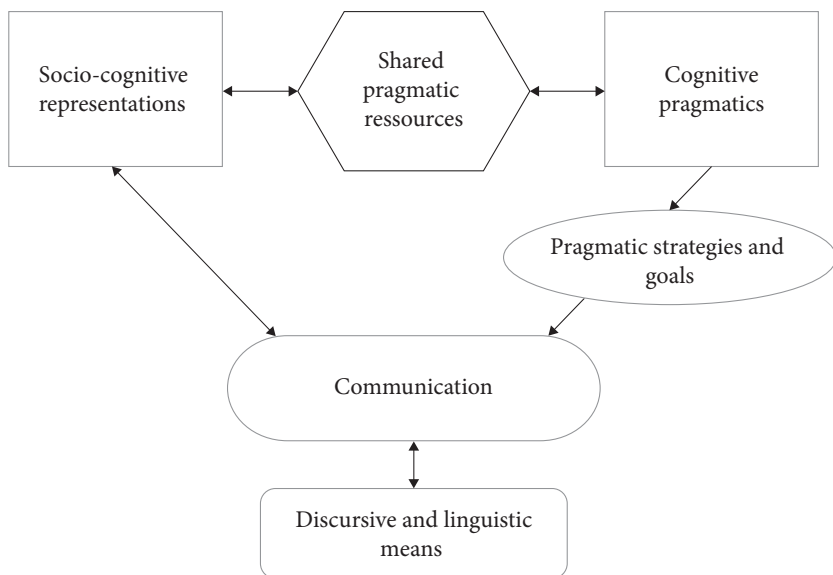 Socio-cognitive
representations
Shared
pragmatic
ressources
Cognitive
pragmatics
Pragmatic strategies and
goals
Communication
Discursive and linguistic
means